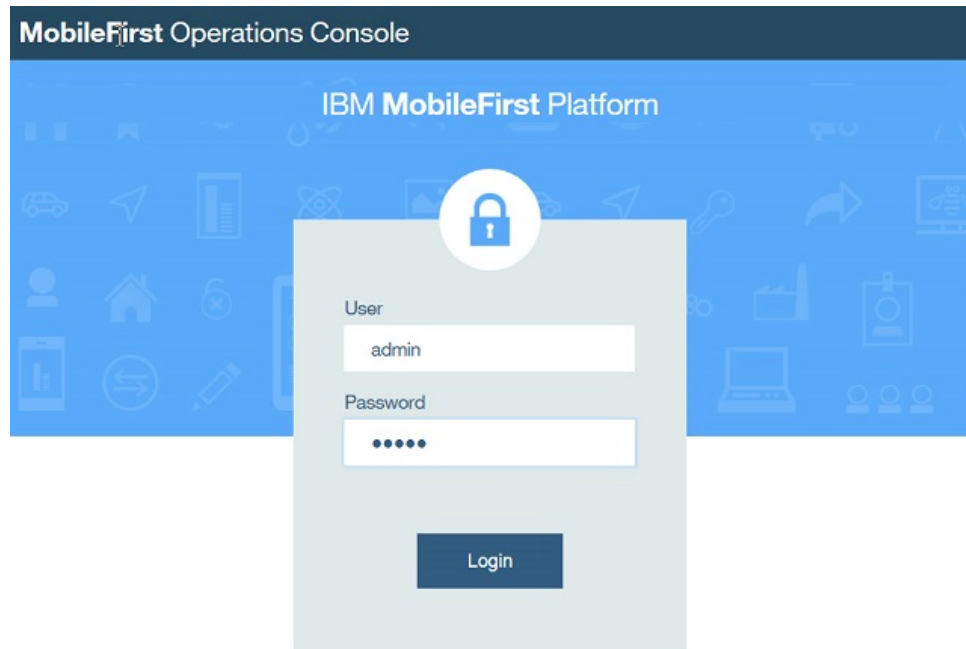 MobileFirst Operations Console
IBM MobileFirst Platform
User
admin
Password
•••••
Login